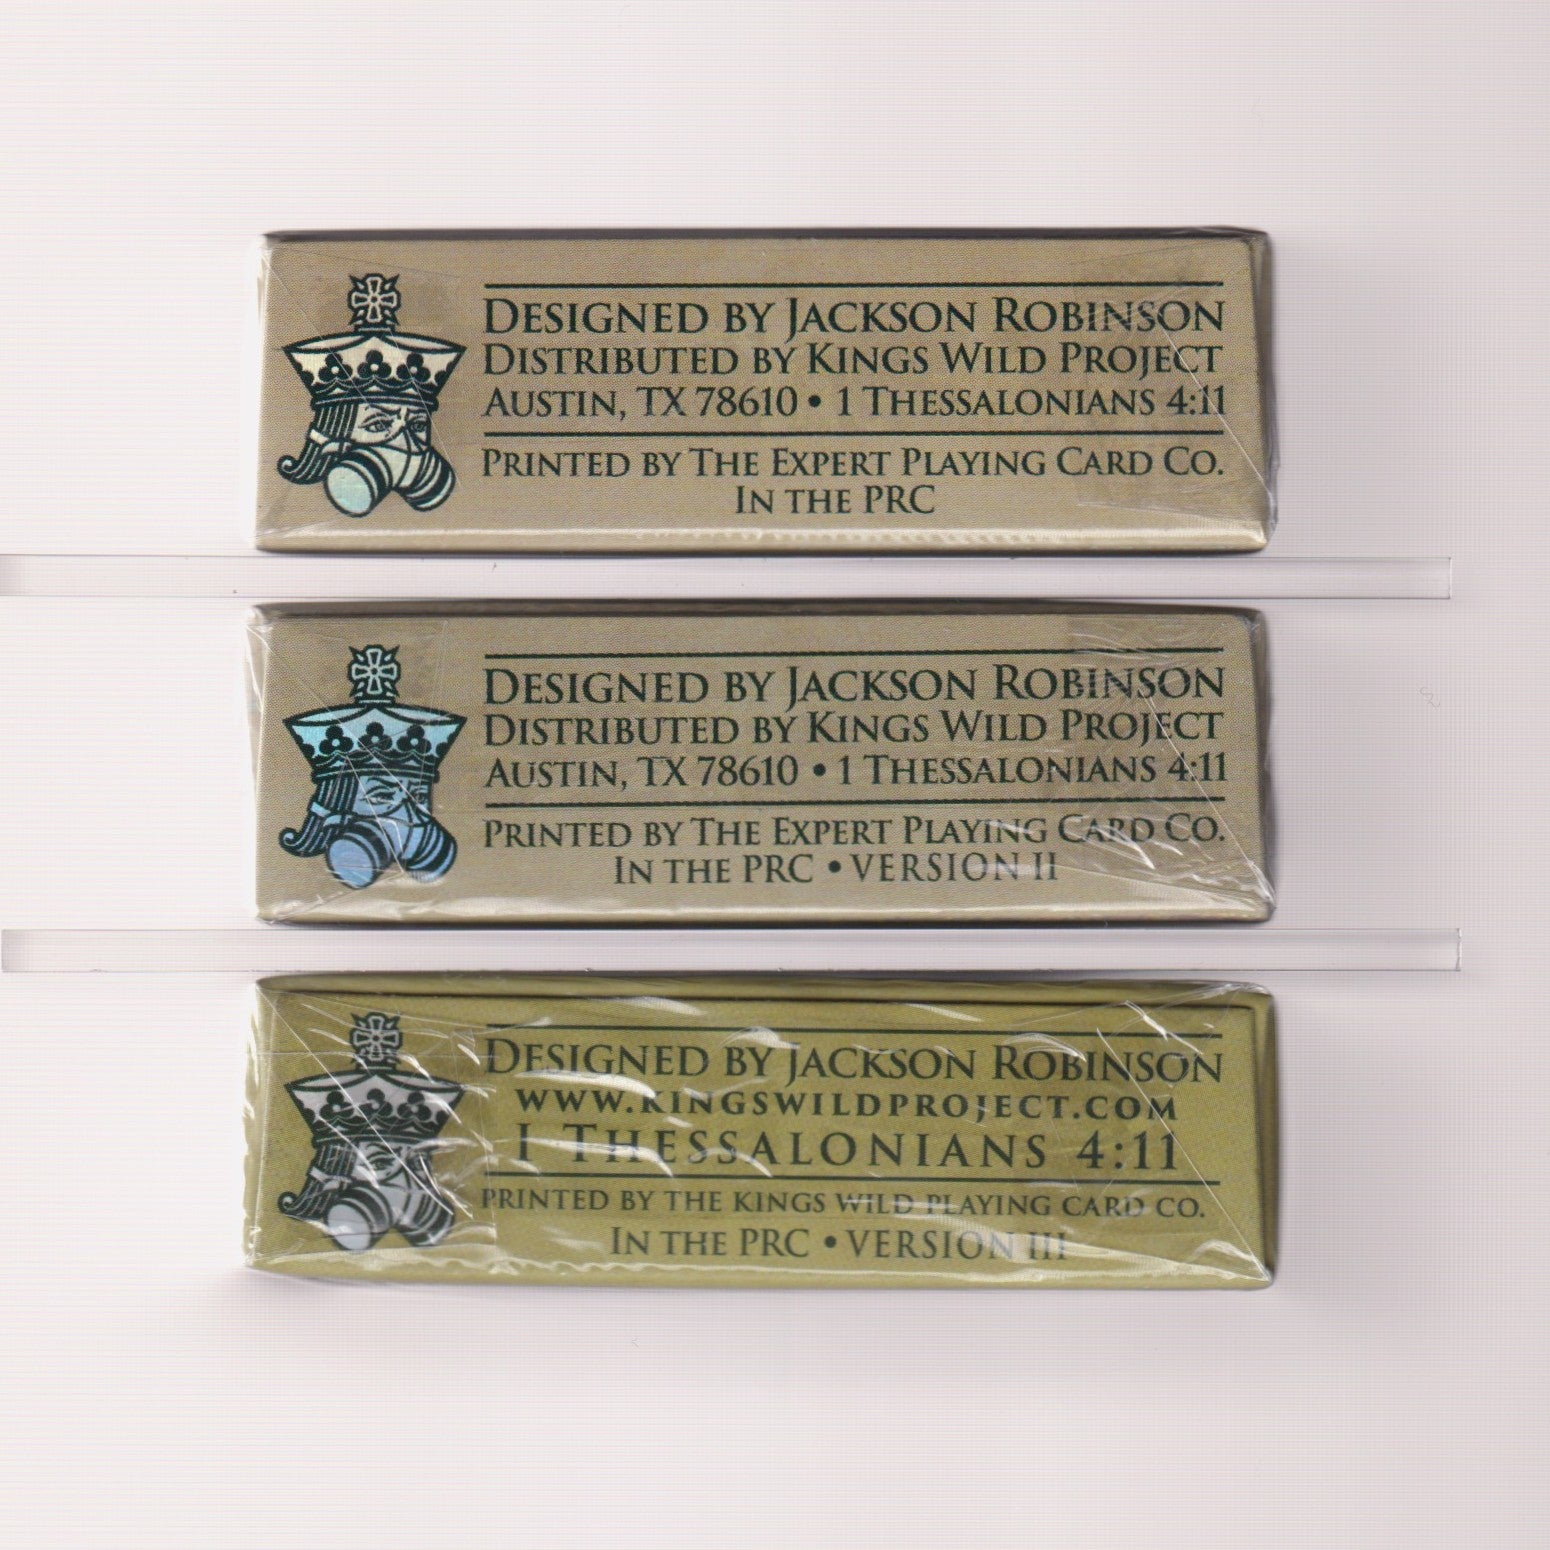 DESIGNED BY JACKSON ROBINSON
DISTRIBUTED BY KINGS WILD PROJECT
AUSTIN, TX 78610 • 1 THESSALONIANS 4:11
PRINTED BY THE EXPERT PLAYING CARD CO.
IN THE PRC
DESIGNED BY JACKSON ROBINSON
DISTRIBUTED BY KINGS WILD PROJECT
AUSTIN, TX 78610 • 1 THESSALONIANS 4:11
PRINTED BY THE EXPERT PLAYING CARD CO.
IN THE PRC • VERSION II
DESIGNED BY JACKSON ROBINSON
WWW.KINGSWILDPROJECT.COM
1 THESSALONIANS 4:11
PRINTED BY THE KINGS WILD PLAYING CARD CO.
IN THE PRC • VERSION III